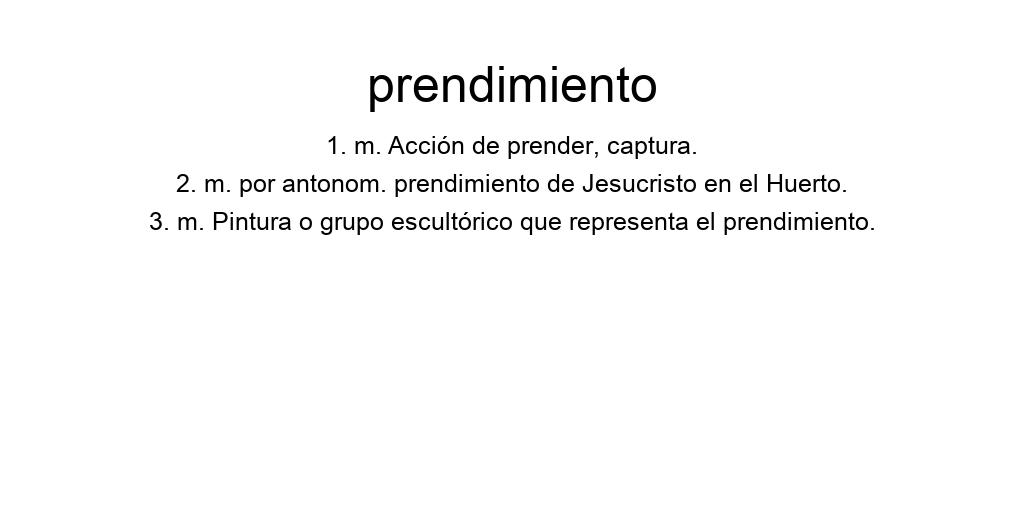 prendimiento
1. m. Acción de prender, captura.
2. m. por antonom. prendimiento de Jesucristo en el Huerto.
3. m. Pintura o grupo escultórico que representa el prendimiento.